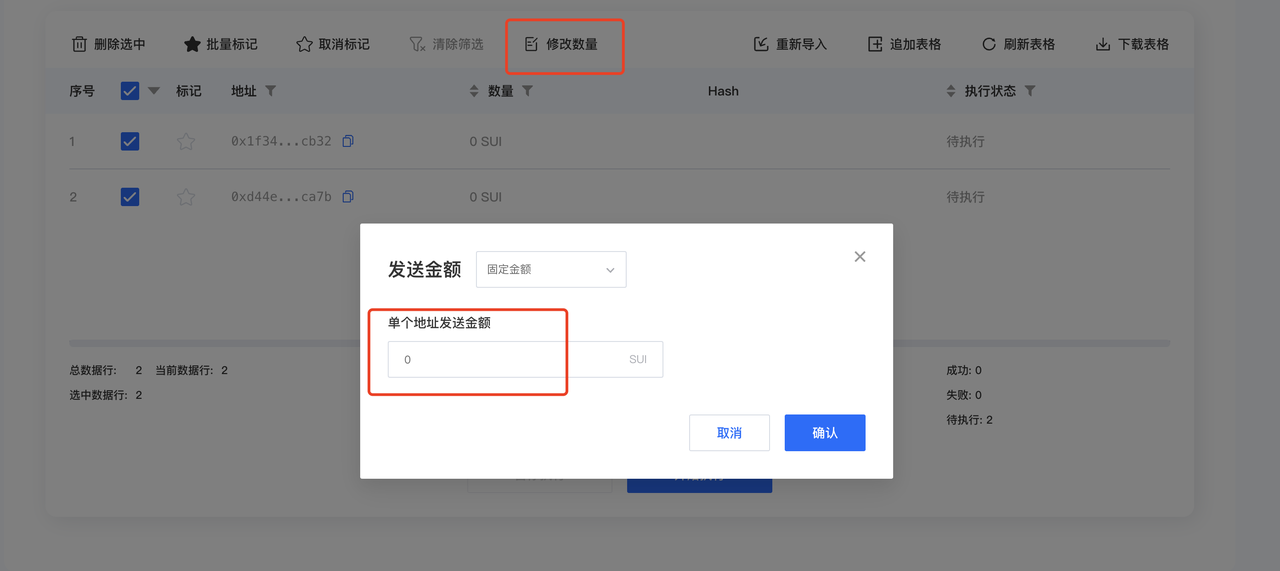 删除选中 批量标记 取消标记 清除筛选 修改数量 重新导入 追加表格 刷新表格 下载表格
序号 标记 地址 数量 Hash 执行状态
1 0x1f34...cb32 0 SUI 待执行
2 0xd44e...ca7b 0 SUI 待执行
发送金额 固定金额
单个地址发送金额
0 SUI
取消 确认
总数据行: 2 当前数据行: 2
选中数据行: 2
成功: 0
失败: 0
待执行: 2